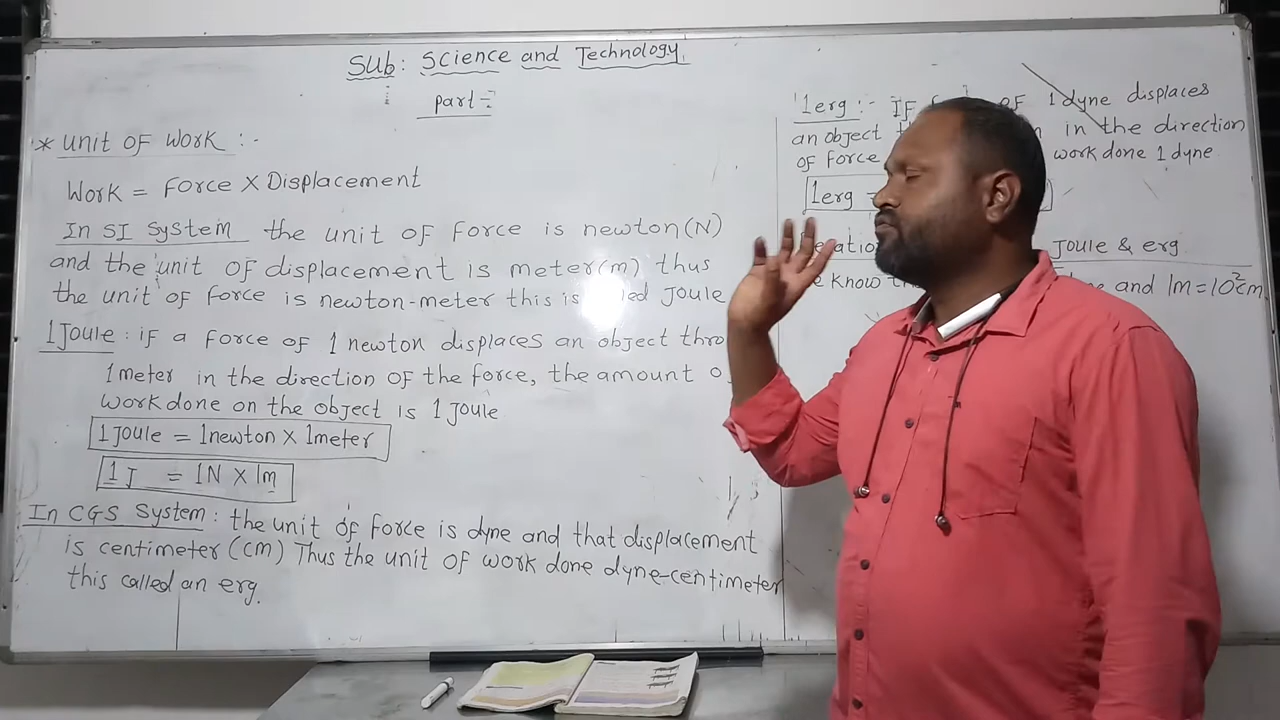 SUb: Science and Technology.
part-
* UNIT OF WORK :-
Work = Force X Displacement
In SI System the unit of Force is newton(N)
and the unit of displacement is meter(m) thus
the unit of force is newton-meter this is Joule
1 Joule : if a force of 1 newton displaces an object
1 meter in the direction of the force, the amount
work done on the object is 1 Joule
1 Joule = 1 newton X 1 meter
1 J = 1N X 1m
In CGS System : the unit of force is dyne and that displacement
is centimeter (cm) Thus the unit of work done dyne-centimeter
this called an erg.
1 erg :- IF OF 1 dyne displaces
an object in the direction
of force work done 1 dyne
1 erg
Joule & erg.
know and 1m = 10²cm.